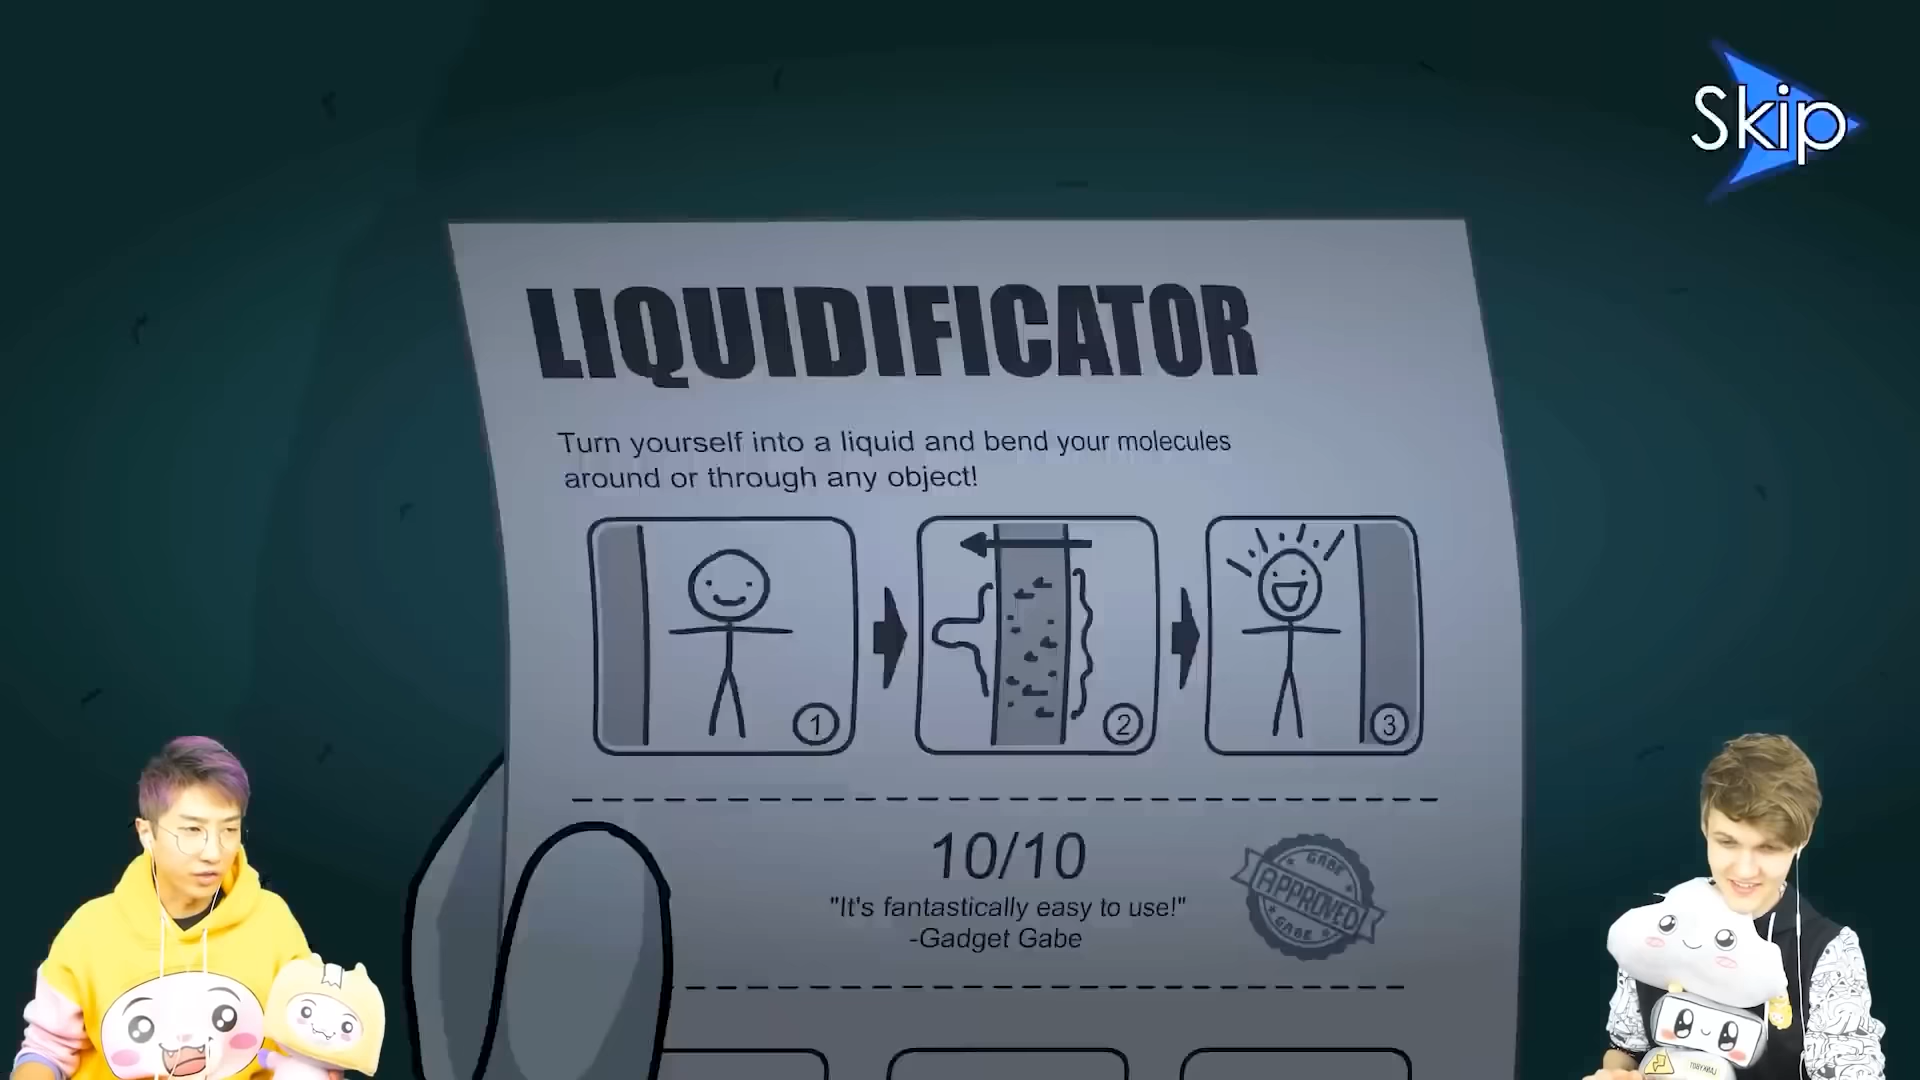 Skip
LIQUIDIFICATOR
Turn yourself into a liquid and bend your molecules
around or through any object!
1
2
3
10/10
"It's fantastically easy to use!"
-Gadget Gabe
GABE
APPROVED
GABE